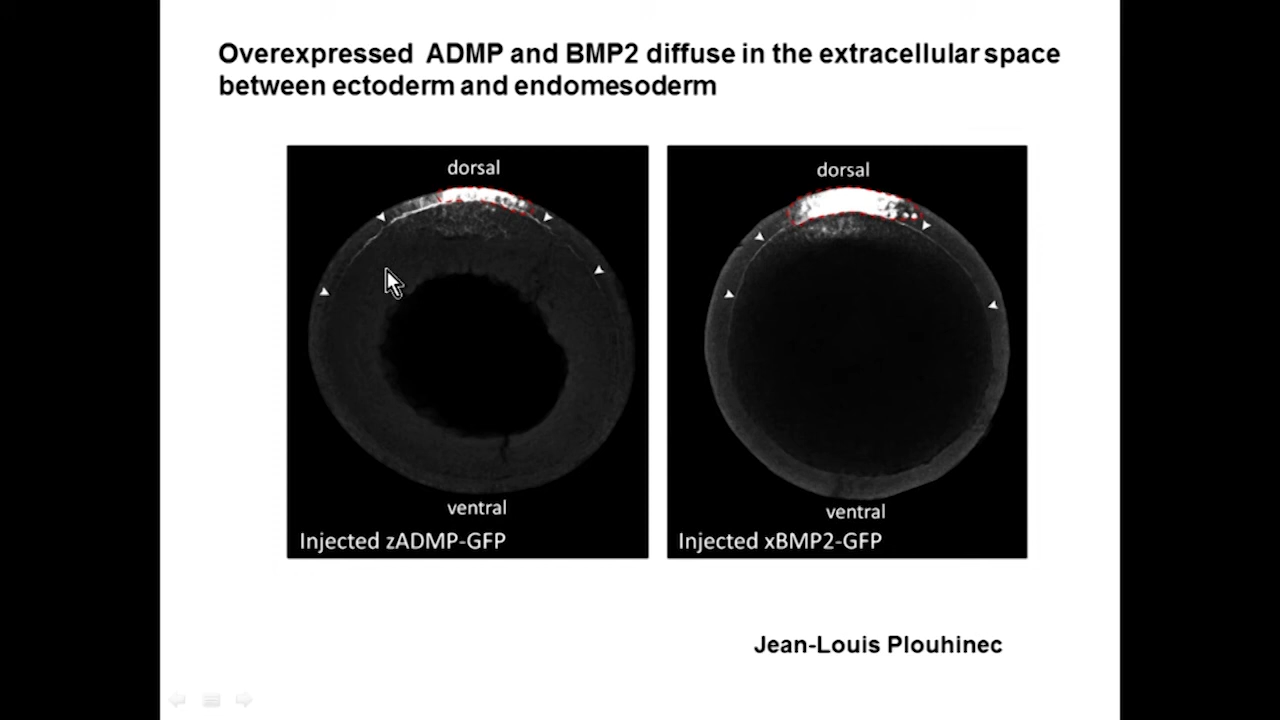 Overexpressed ADMP and BMP2 diffuse in the extracellular space
between ectoderm and endomesoderm
dorsal
ventral
Injected zADMP-GFP
dorsal
ventral
Injected xBMP2-GFP
Jean-Louis Plouhinec